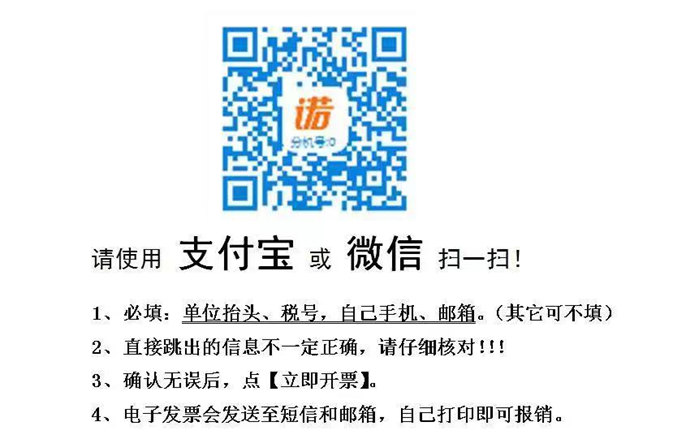 诺
分机号:0
请使用 支付宝 或 微信 扫一扫!
1、必填:单位抬头、税号,自己手机、邮箱。(其它可不填)
2、直接跳出的信息不一定正确,请仔细核对!!!
3、确认无误后,点【立即开票】。
4、电子发票会发送至短信和邮箱,自己打印即可报销。